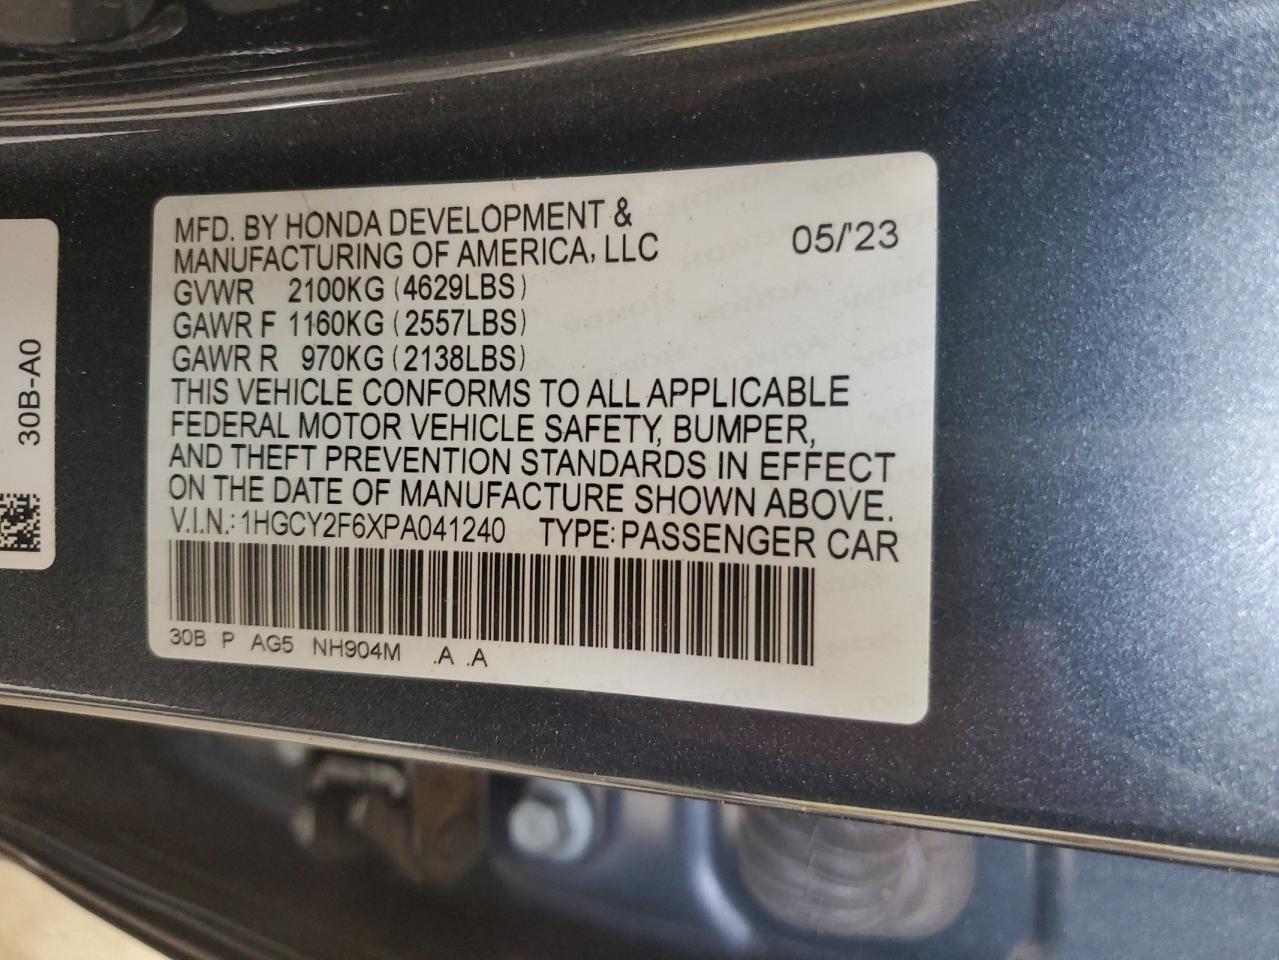 MFD. BY HONDA DEVELOPMENT &
MANUFACTURING OF AMERICA, LLC 05/'23
GVWR 2100KG (4629LBS)
GAWR F 1160KG (2557LBS)
GAWR R 970KG (2138LBS)
THIS VEHICLE CONFORMS TO ALL APPLICABLE
FEDERAL MOTOR VEHICLE SAFETY, BUMPER,
AND THEFT PREVENTION STANDARDS IN EFFECT
ON THE DATE OF MANUFACTURE SHOWN ABOVE.
V.I.N.: 1HGCY2F6XPA041240 TYPE: PASSENGER CAR
30B P AG5 NH904M .A .A
30B-A0